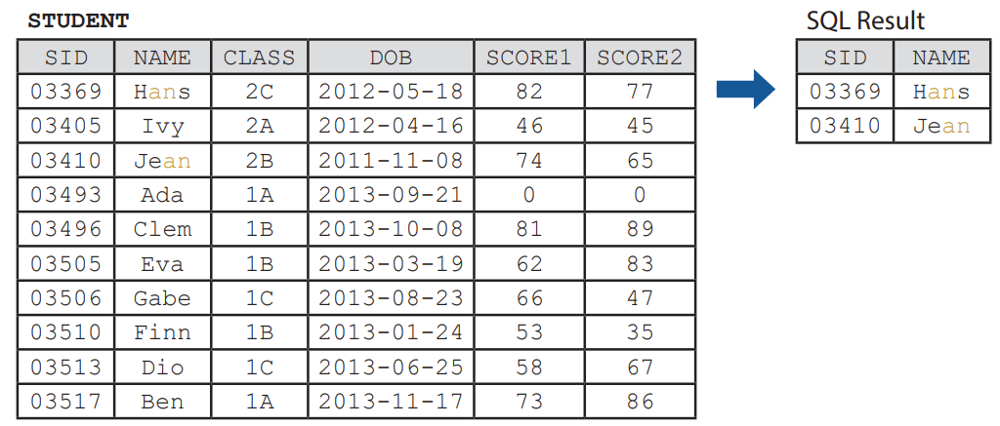 STUDENT
SQL Result
SID NAME CLASS DOB SCORE1 SCORE2
SID NAME
03369 Hans 2C 2012-05-18 82 77
03369 Hans
03405 Ivy 2A 2012-04-16 46 45
03410 Jean
03410 Jean 2B 2011-11-08 74 65
03493 Ada 1A 2013-09-21 0 0
03496 Clem 1B 2013-10-08 81 89
03505 Eva 1B 2013-03-19 62 83
03506 Gabe 1C 2013-08-23 66 47
03510 Finn 1B 2013-01-24 53 35
03513 Dio 1C 2013-06-25 58 67
03517 Ben 1A 2013-11-17 73 86